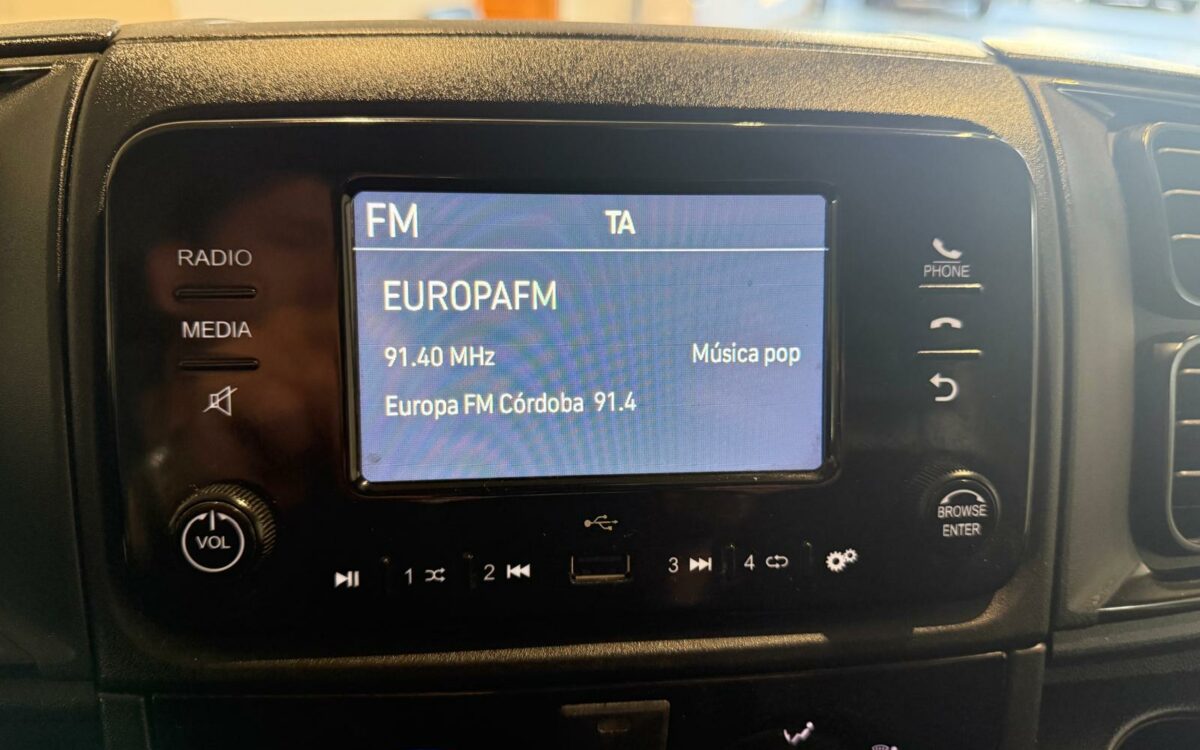 FM TA
EUROPAFM
91.40 MHz Música pop
Europa FM Córdoba 91.4
RADIO
MEDIA
VOL
PHONE
BROWSE
ENTER
1
2
3
4